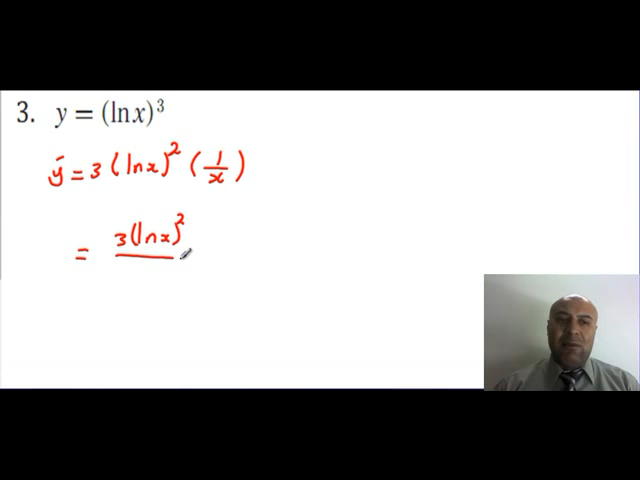 3. y = (ln x)³
ȳ = 3 (ln x)² (1/x)
= 3(ln x)²